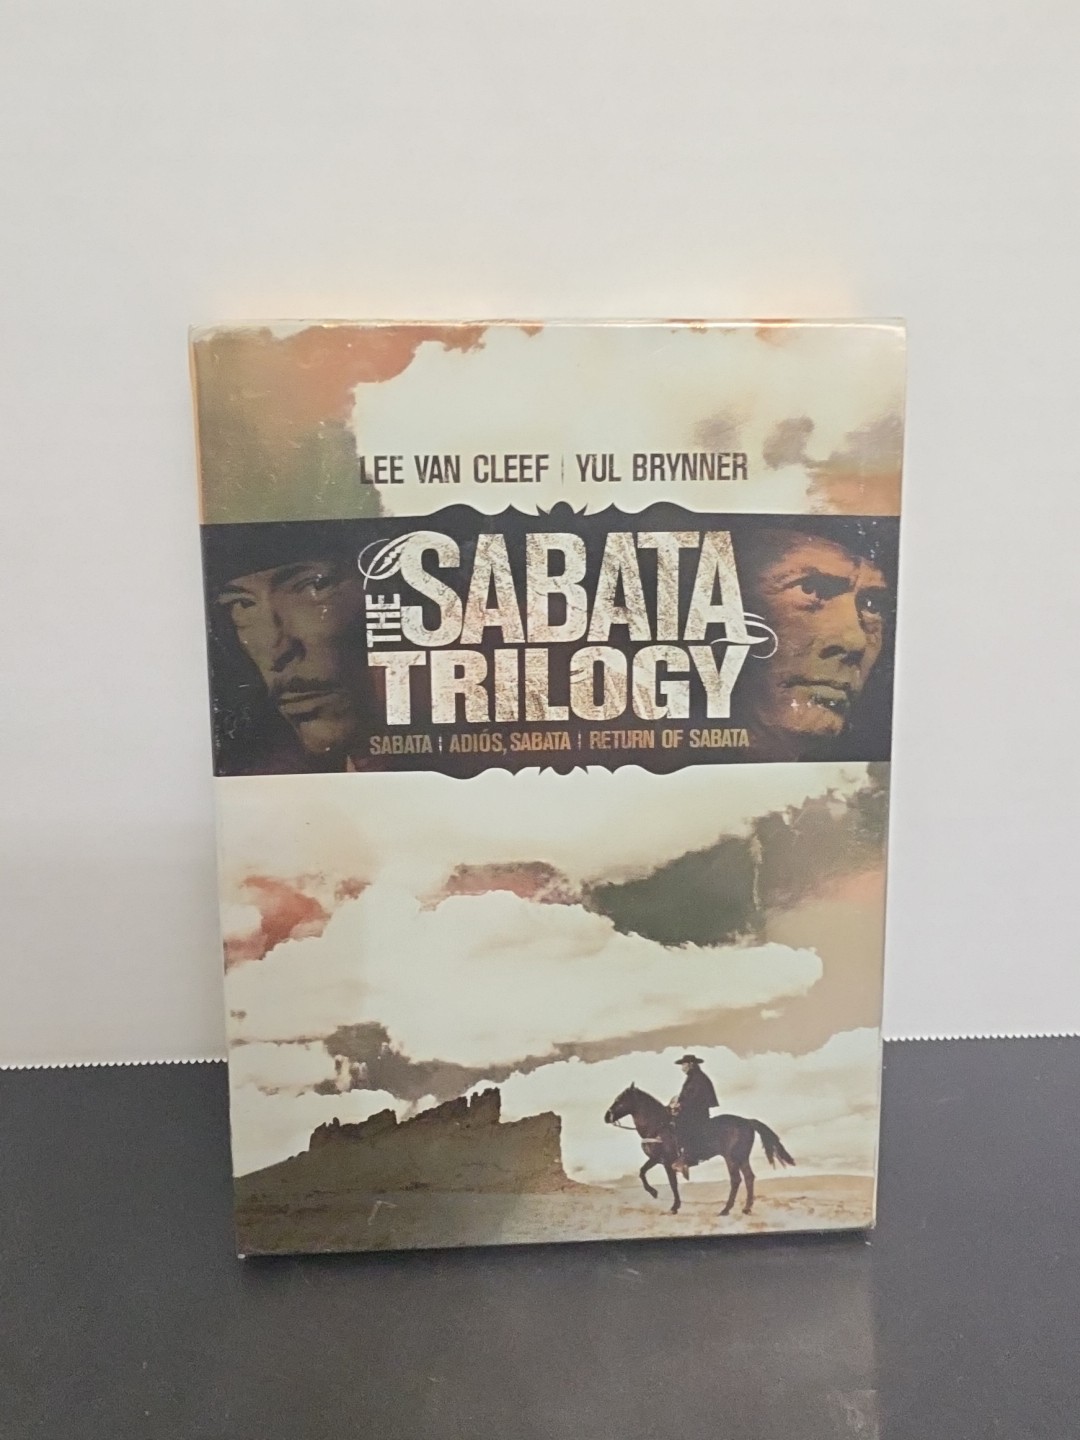 LEE VAN CLEEF | YUL BRYNNER
THE SABATA
TRILOGY
SABATA | ADIÓS, SABATA | RETURN OF SABATA